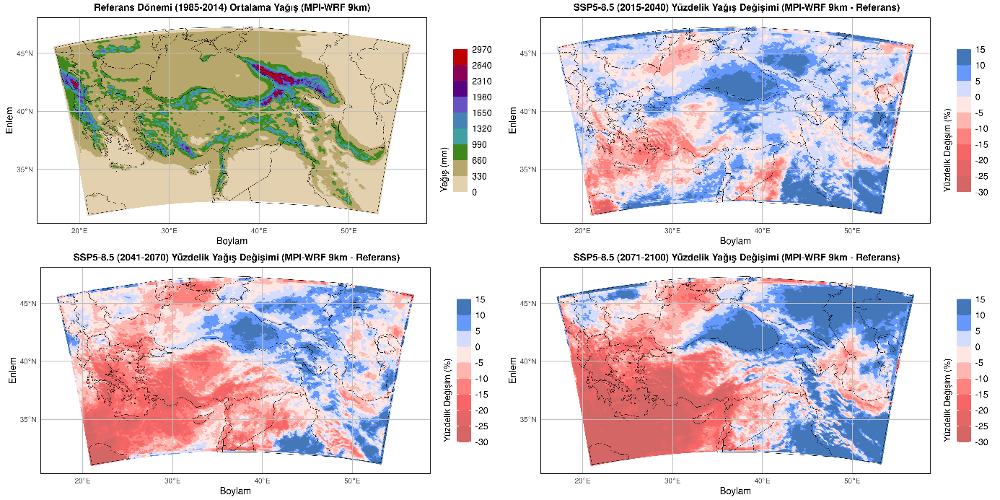 Referans Dönemi (1985-2014) Ortalama Yağış (MPI-WRF 9km)
45°N
40°N
35°N
Enlem
20°E 30°E 40°E 50°E
Boylam
Yağış (mm)
2970
2640
2310
1980
1650
1320
990
660
330
0
SSP5-8.5 (2015-2040) Yüzdelik Yağış Değişimi (MPI-WRF 9km - Referans)
45°N
40°N
35°N
Enlem
20°E 30°E 40°E 50°E
Boylam
Yüzdelik Değişim (%)
15
10
5
0
-5
-10
-15
-20
-25
-30
SSP5-8.5 (2041-2070) Yüzdelik Yağış Değişimi (MPI-WRF 9km - Referans)
45°N
40°N
35°N
Enlem
20°E 30°E 40°E 50°E
Boylam
Yüzdelik Değişim (%)
15
10
5
0
-5
-10
-15
-20
-25
-30
SSP5-8.5 (2071-2100) Yüzdelik Yağış Değişimi (MPI-WRF 9km - Referans)
45°N
40°N
35°N
Enlem
20°E 30°E 40°E 50°E
Boylam
Yüzdelik Değişim (%)
15
10
5
0
-5
-10
-15
-20
-25
-30